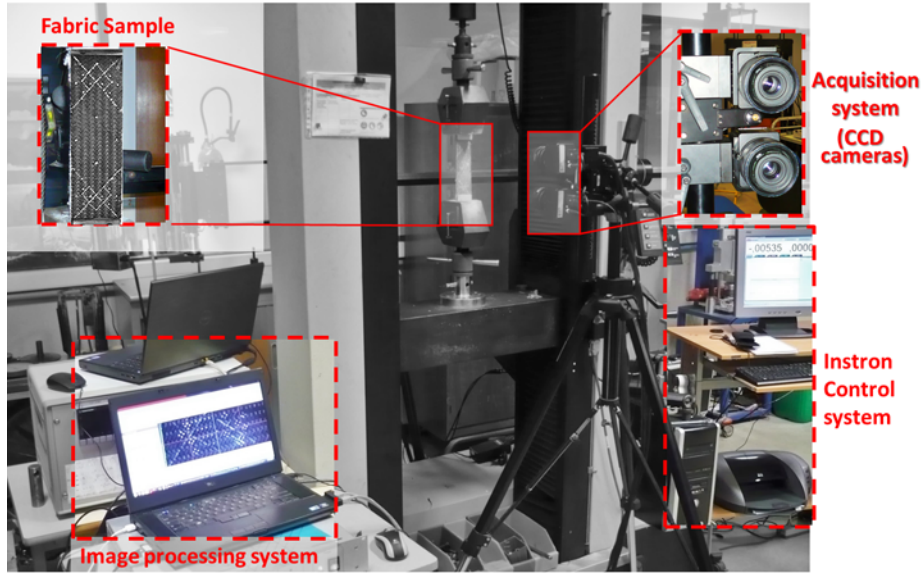 Fabric Sample
Acquisition
system
(CCD
cameras)
-.00535 .0000
Instron
Control
system
Image processing system